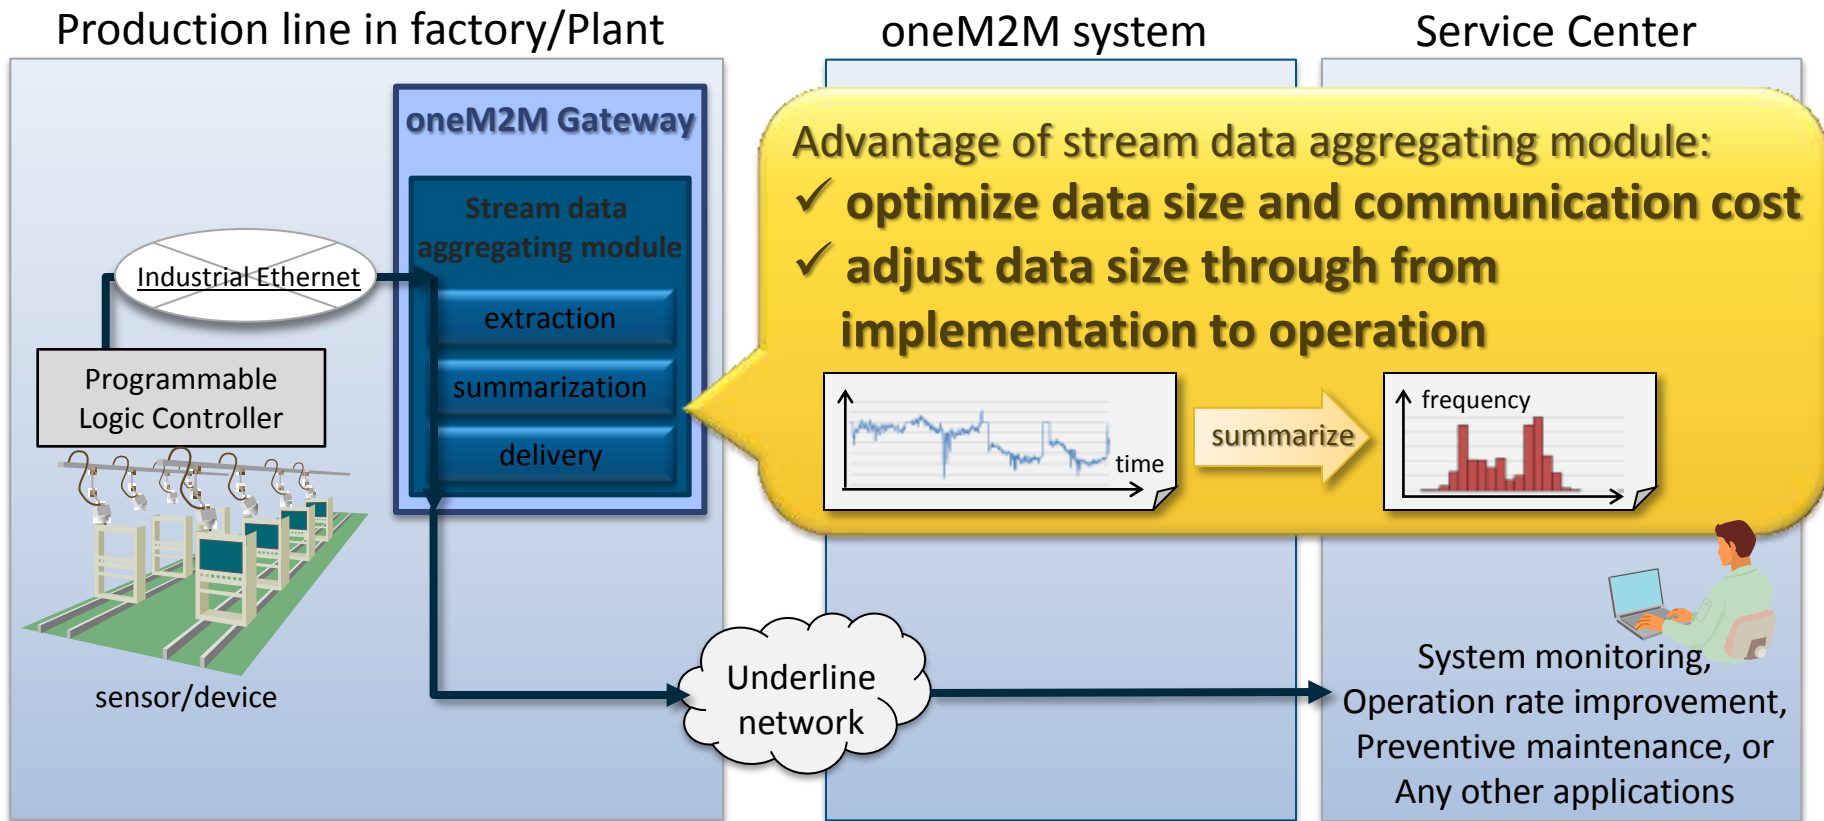 Production line in factory/Plant
oneM2M system
Service Center
oneM2M Gateway
Stream data
aggregating module
extraction
summarization
delivery
Industrial Ethernet
Programmable
Logic Controller
sensor/device
Advantage of stream data aggregating module:
✓ optimize data size and communication cost
✓ adjust data size through from
implementation to operation
time
summarize
frequency
Underline
network
System monitoring,
Operation rate improvement,
Preventive maintenance, or
Any other applications